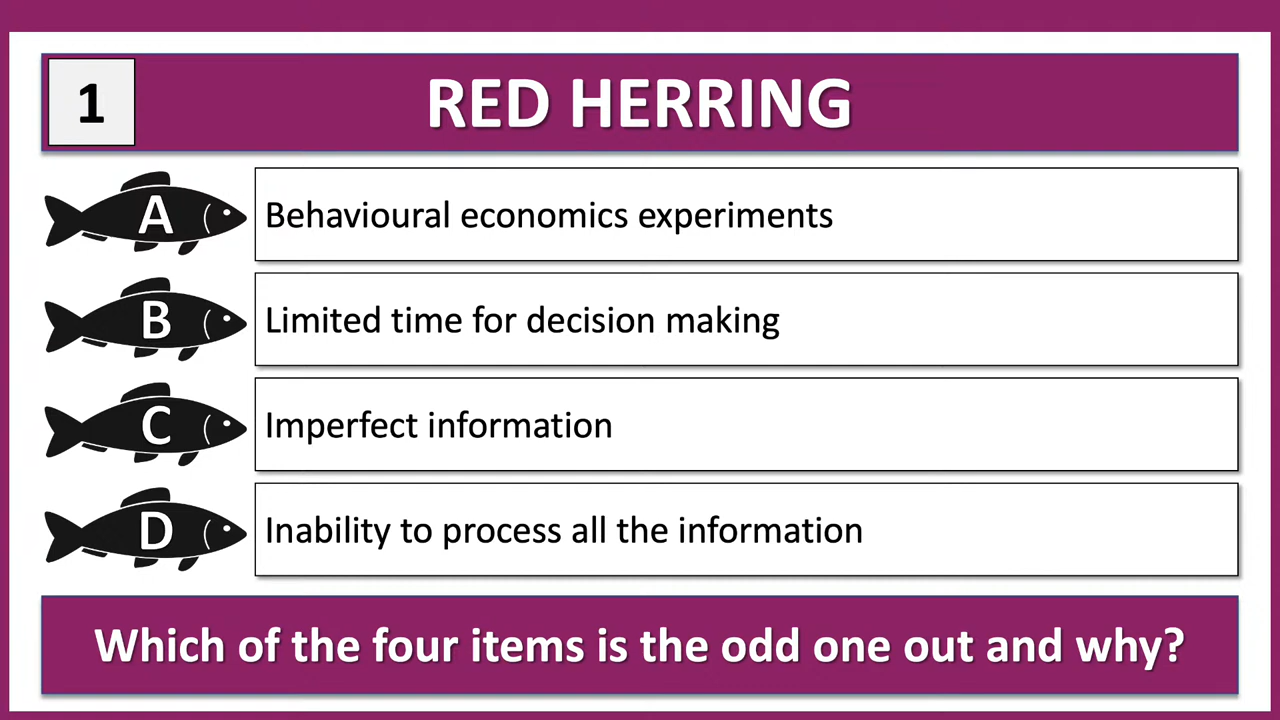 1
RED HERRING
A
Behavioural economics experiments
B
Limited time for decision making
C
Imperfect information
D
Inability to process all the information
Which of the four items is the odd one out and why?